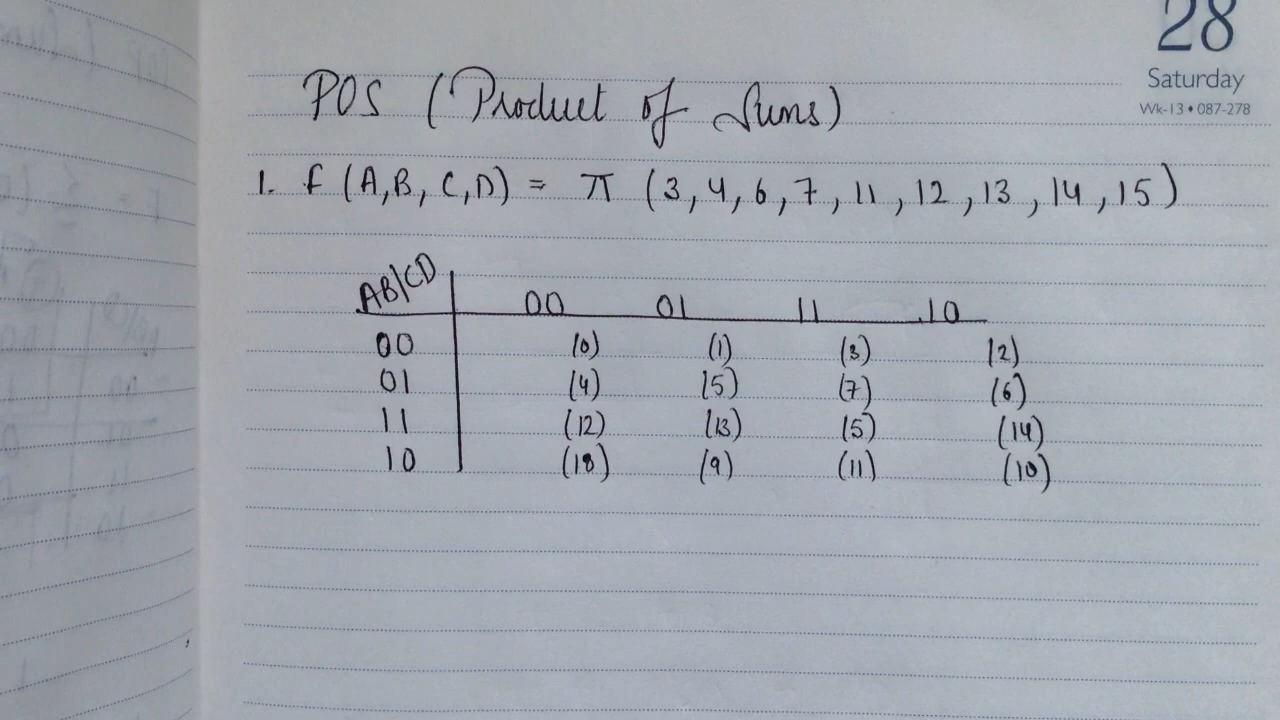 28
Saturday
Wk-13 • 087-278
POS (Product of Sums)
1. f (A,B, C,D) = π (3,4,6,7,11,12,13,14,15)
AB\CD 00 01 11 10
00 (0) (1) (3) (2)
01 (4) (5) (7) (6)
11 (12) (13) (5) (14)
10 (18) (9) (11) (10)